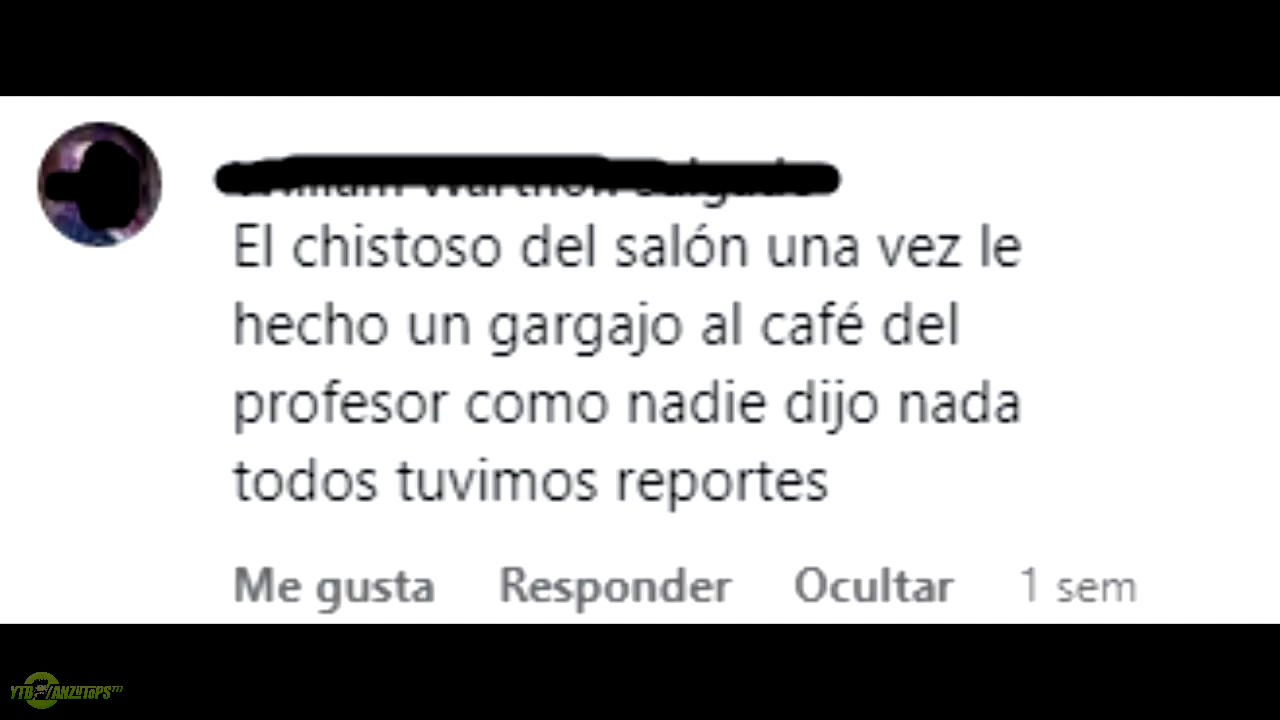 El chistoso del salón una vez le
hecho un gargajo al café del
profesor como nadie dijo nada
todos tuvimos reportes
Me gusta Responder Ocultar 1 sem